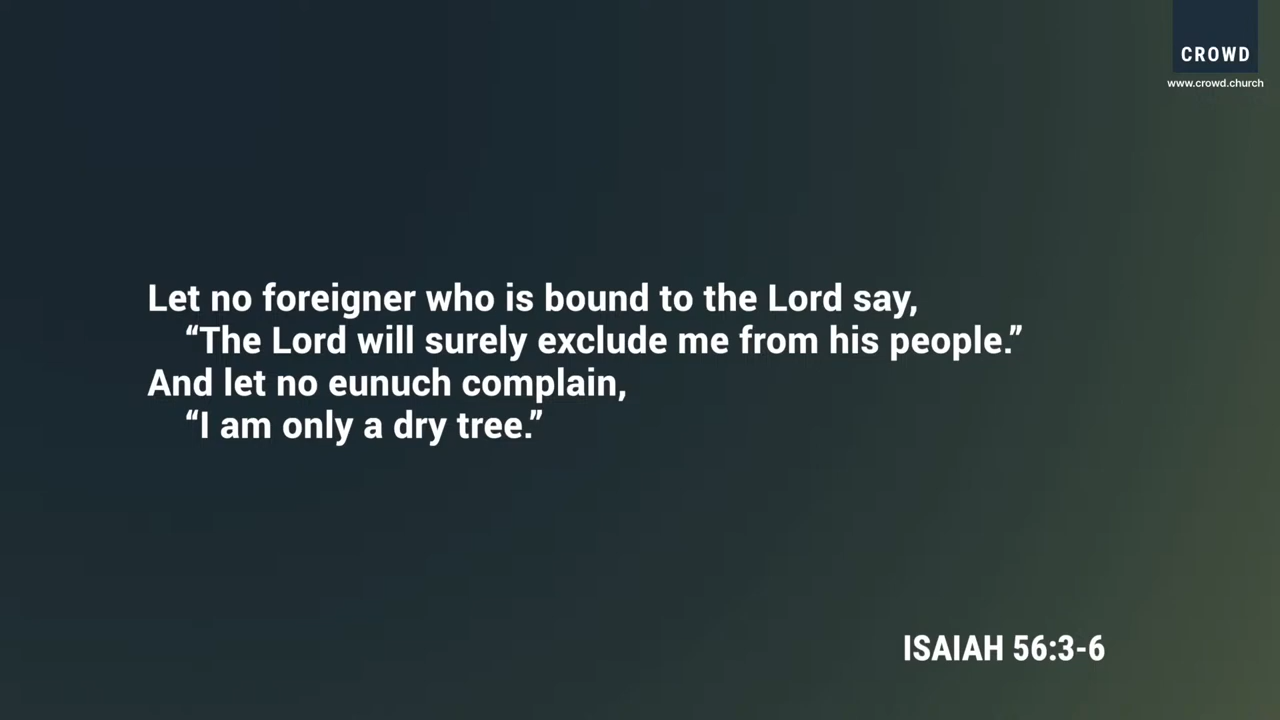 CROWD
www.crowd.church
Let no foreigner who is bound to the Lord say,
“The Lord will surely exclude me from his people.”
And let no eunuch complain,
“I am only a dry tree.”
ISAIAH 56:3-6